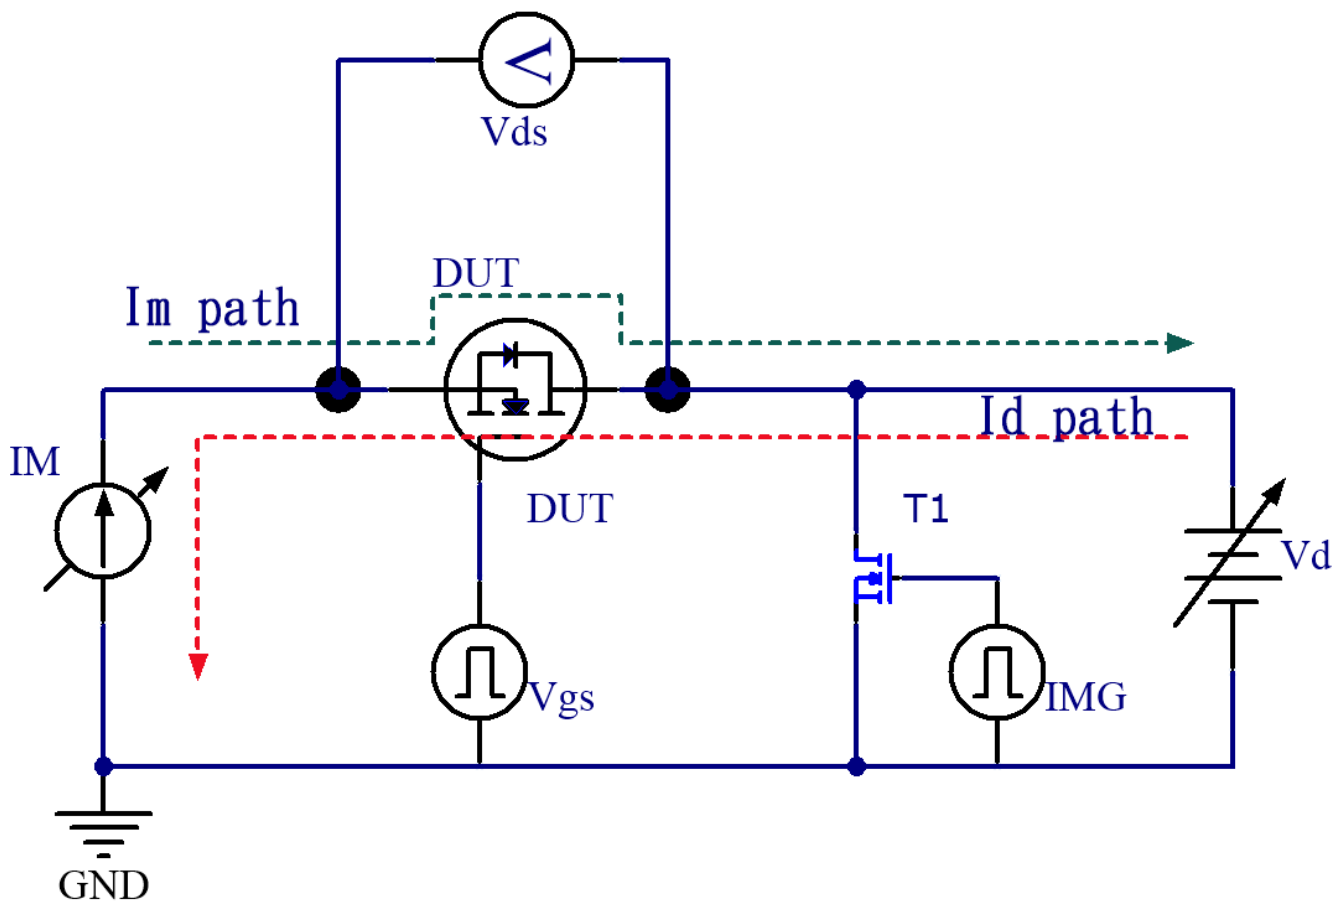 V
Vds
DUT
Im path
Id path
IM
DUT
T1
Vd
Vgs
IMG
GND